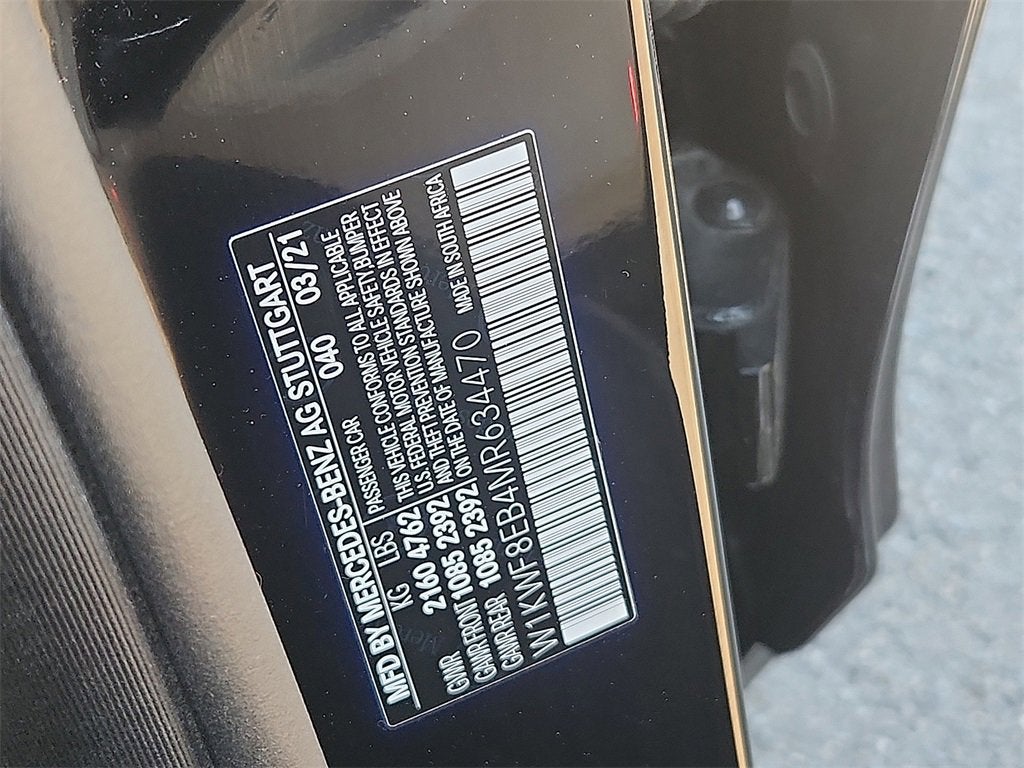 MFD BY MERCEDES-BENZ AG STUTTGART
PASSENGER CAR 040 03/21
KG LBS THIS VEHICLE CONFORMS TO ALL APPLICABLE
U.S. FEDERAL MOTOR VEHICLE SAFETY/BUMPER
GMR 2160 4762 AND THEFT PREVENTION STANDARDS IN EFFECT
GAWR FRONT 1085 2392 ON THE DATE OF MANUFACTURE SHOWN ABOVE
GAWR REAR 1085 2392
W1KWF8EB4MR634470 MADE IN SOUTH AFRICA